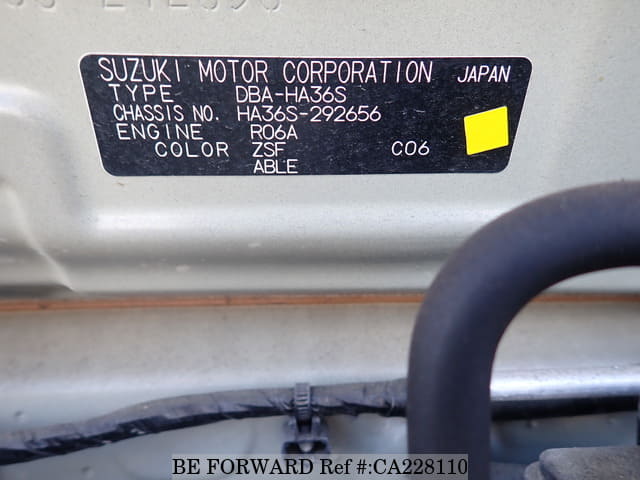 SUZUKI MOTOR CORPORATION JAPAN
TYPE DBA-HA36S
CHASSIS NO. HA36S-292656
ENGINE R06A
COLOR ZSF C06
ABLE
BE FORWARD Ref #:CA228110